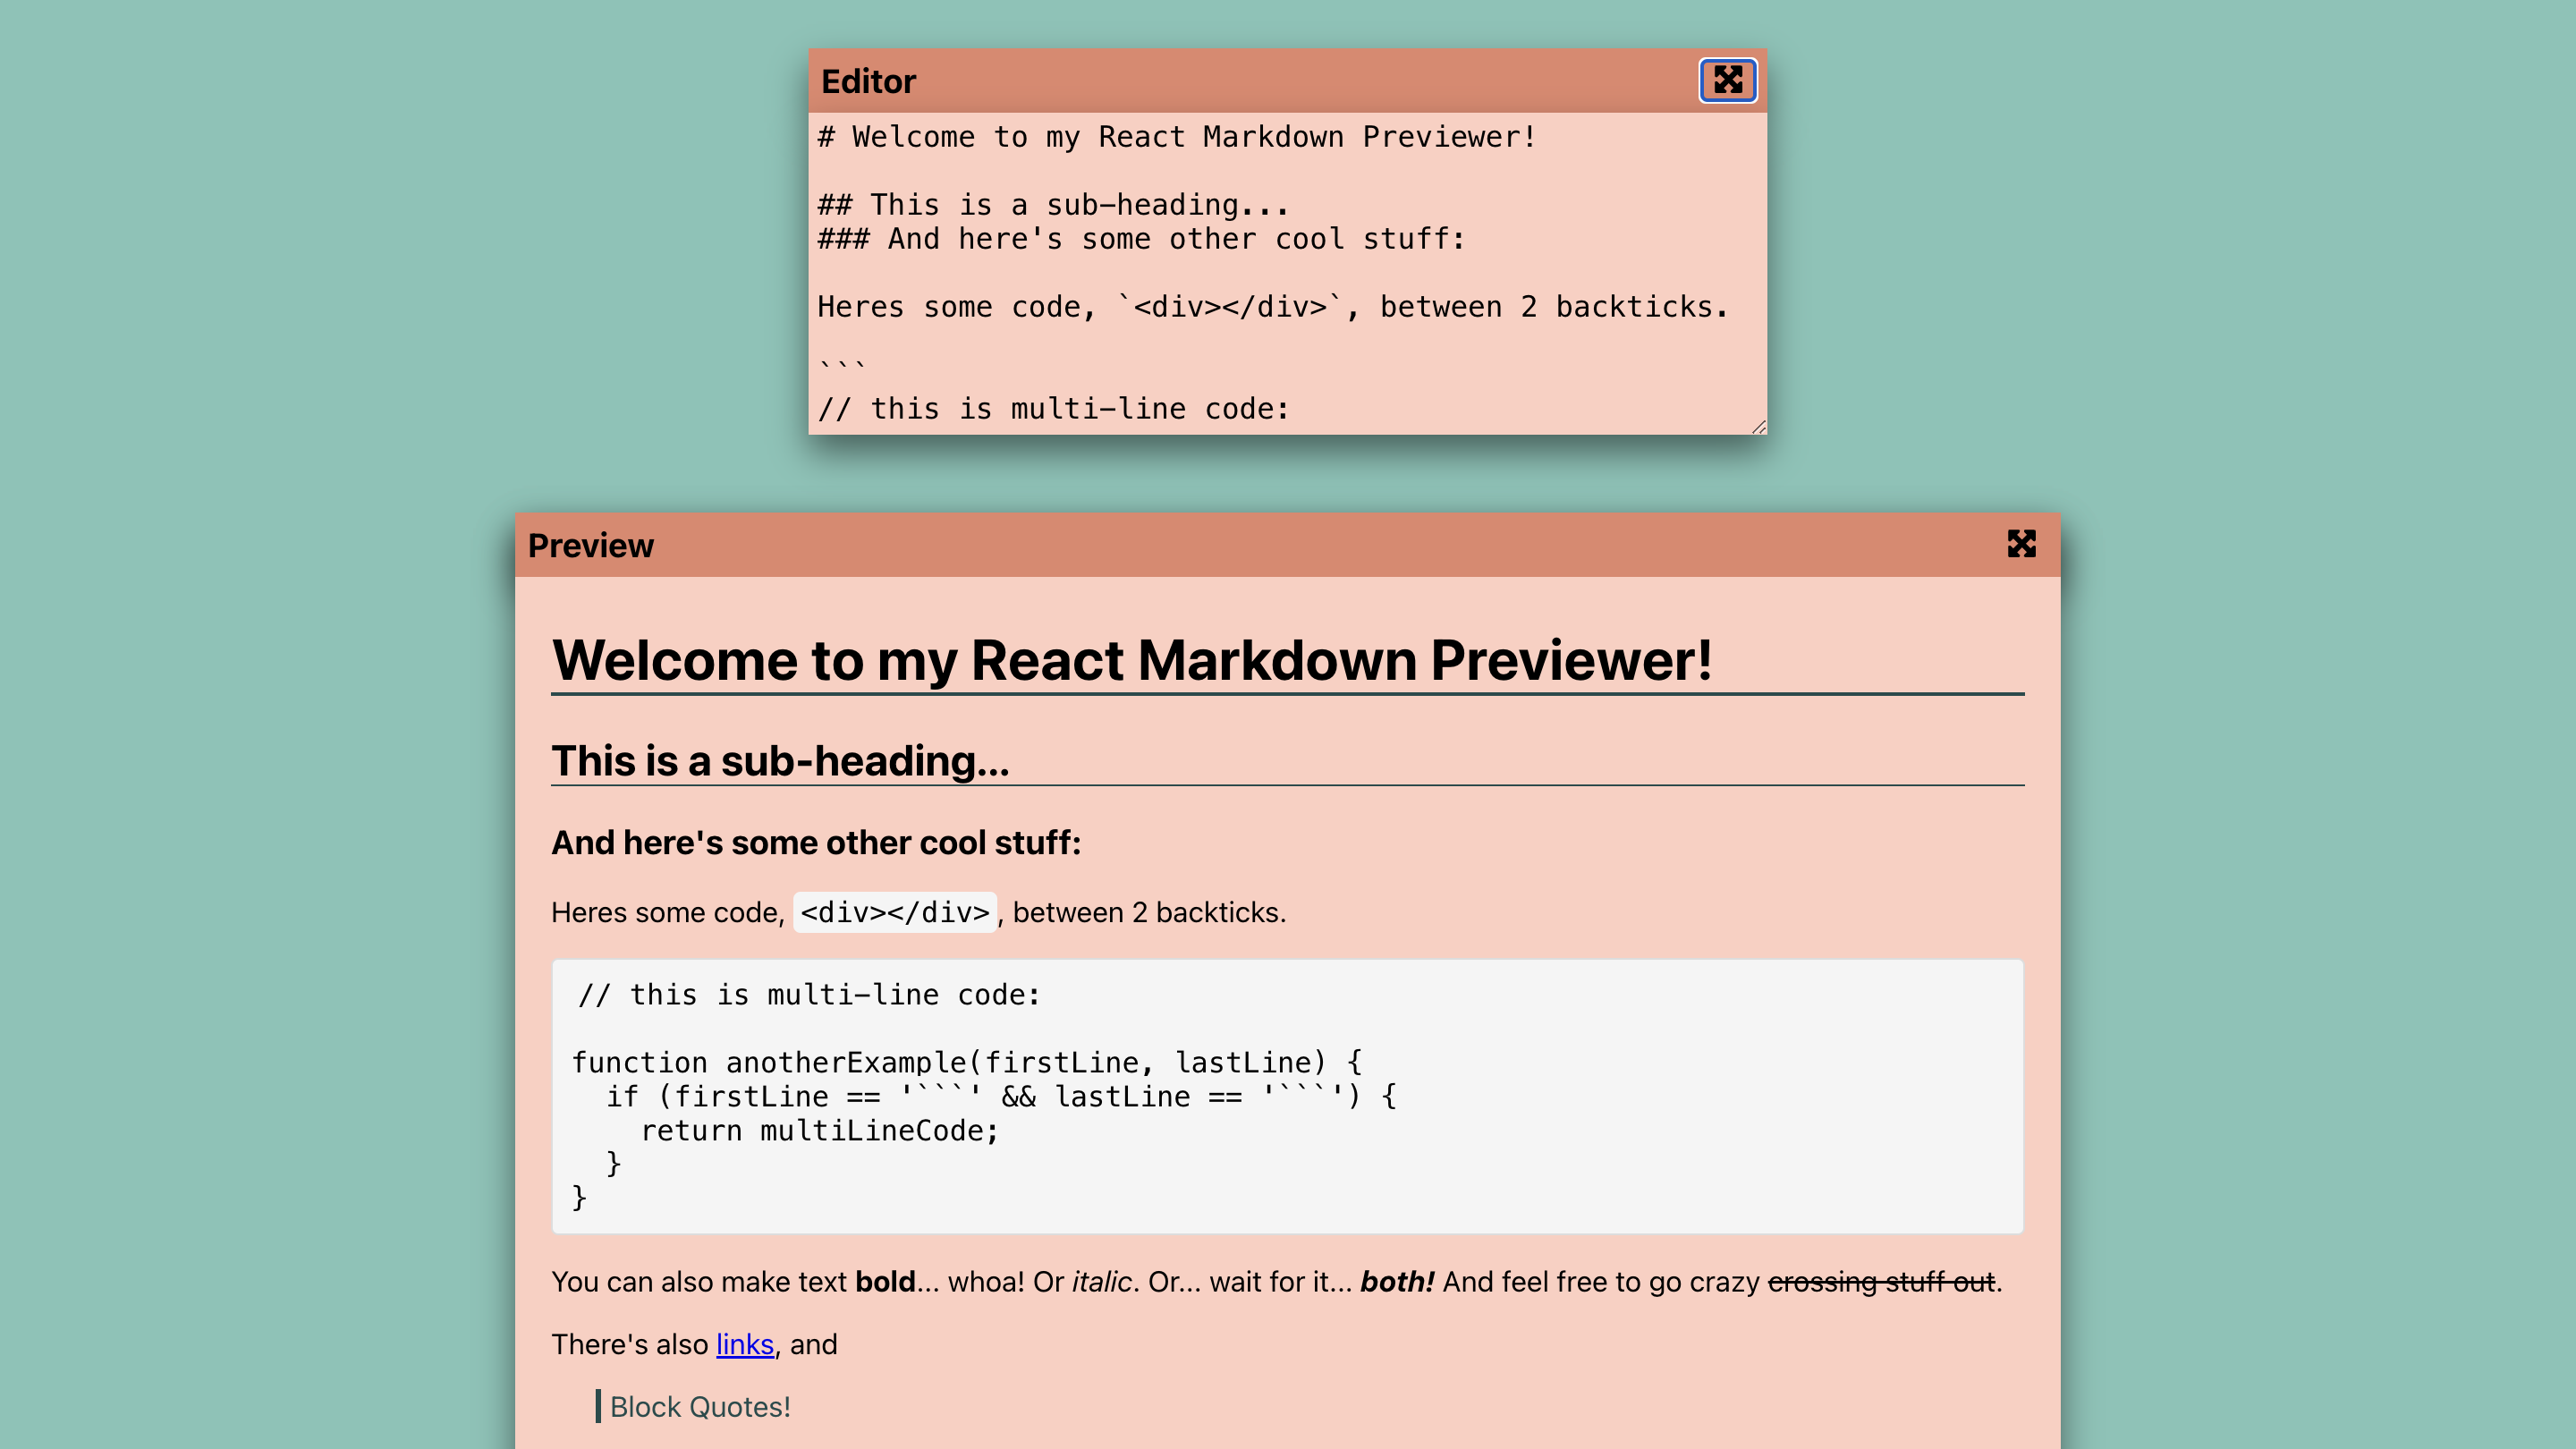 Editor
# Welcome to my React Markdown Previewer!
## This is a sub-heading...
### And here's some other cool stuff:
Heres some code, `<div></div>`, between 2 backticks.
```
// this is multi-line code:
Preview
Welcome to my React Markdown Previewer!
This is a sub-heading...
And here's some other cool stuff:
Heres some code, <div></div>, between 2 backticks.
// this is multi-line code:
function anotherExample(firstLine, lastLine) {
  if (firstLine == '```' && lastLine == '```') {
    return multiLineCode;
  }
}
You can also make text bold... whoa! Or italic. Or... wait for it... both! And feel free to go crazy crossing stuff out.
There's also links, and
Block Quotes!